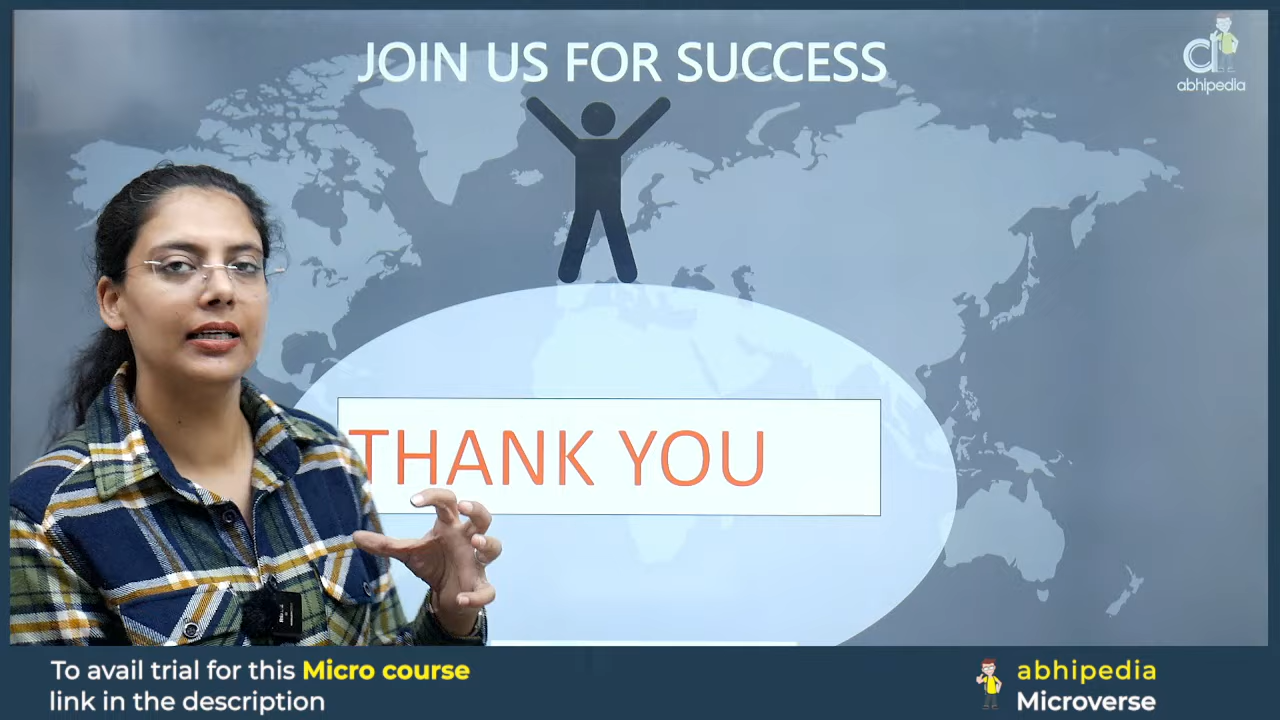 JOIN US FOR SUCCESS
abhipedia
THANK YOU
To avail trial for this Micro course
link in the description
abhipedia
Microverse